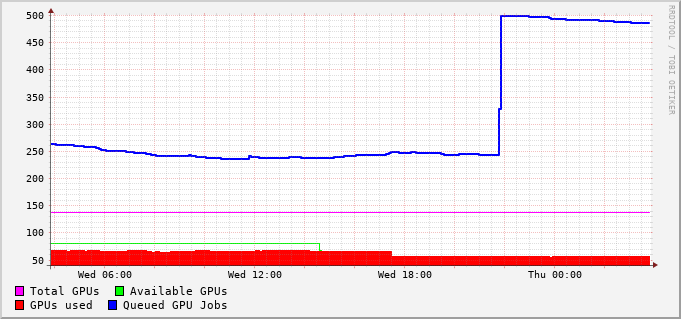 500
450
400
350
300
250
200
150
100
50
Wed 06:00 Wed 12:00 Wed 18:00 Thu 00:00
Total GPUs Available GPUs
GPUs used Queued GPU Jobs
RRDTOOL / TOBI OETIKER